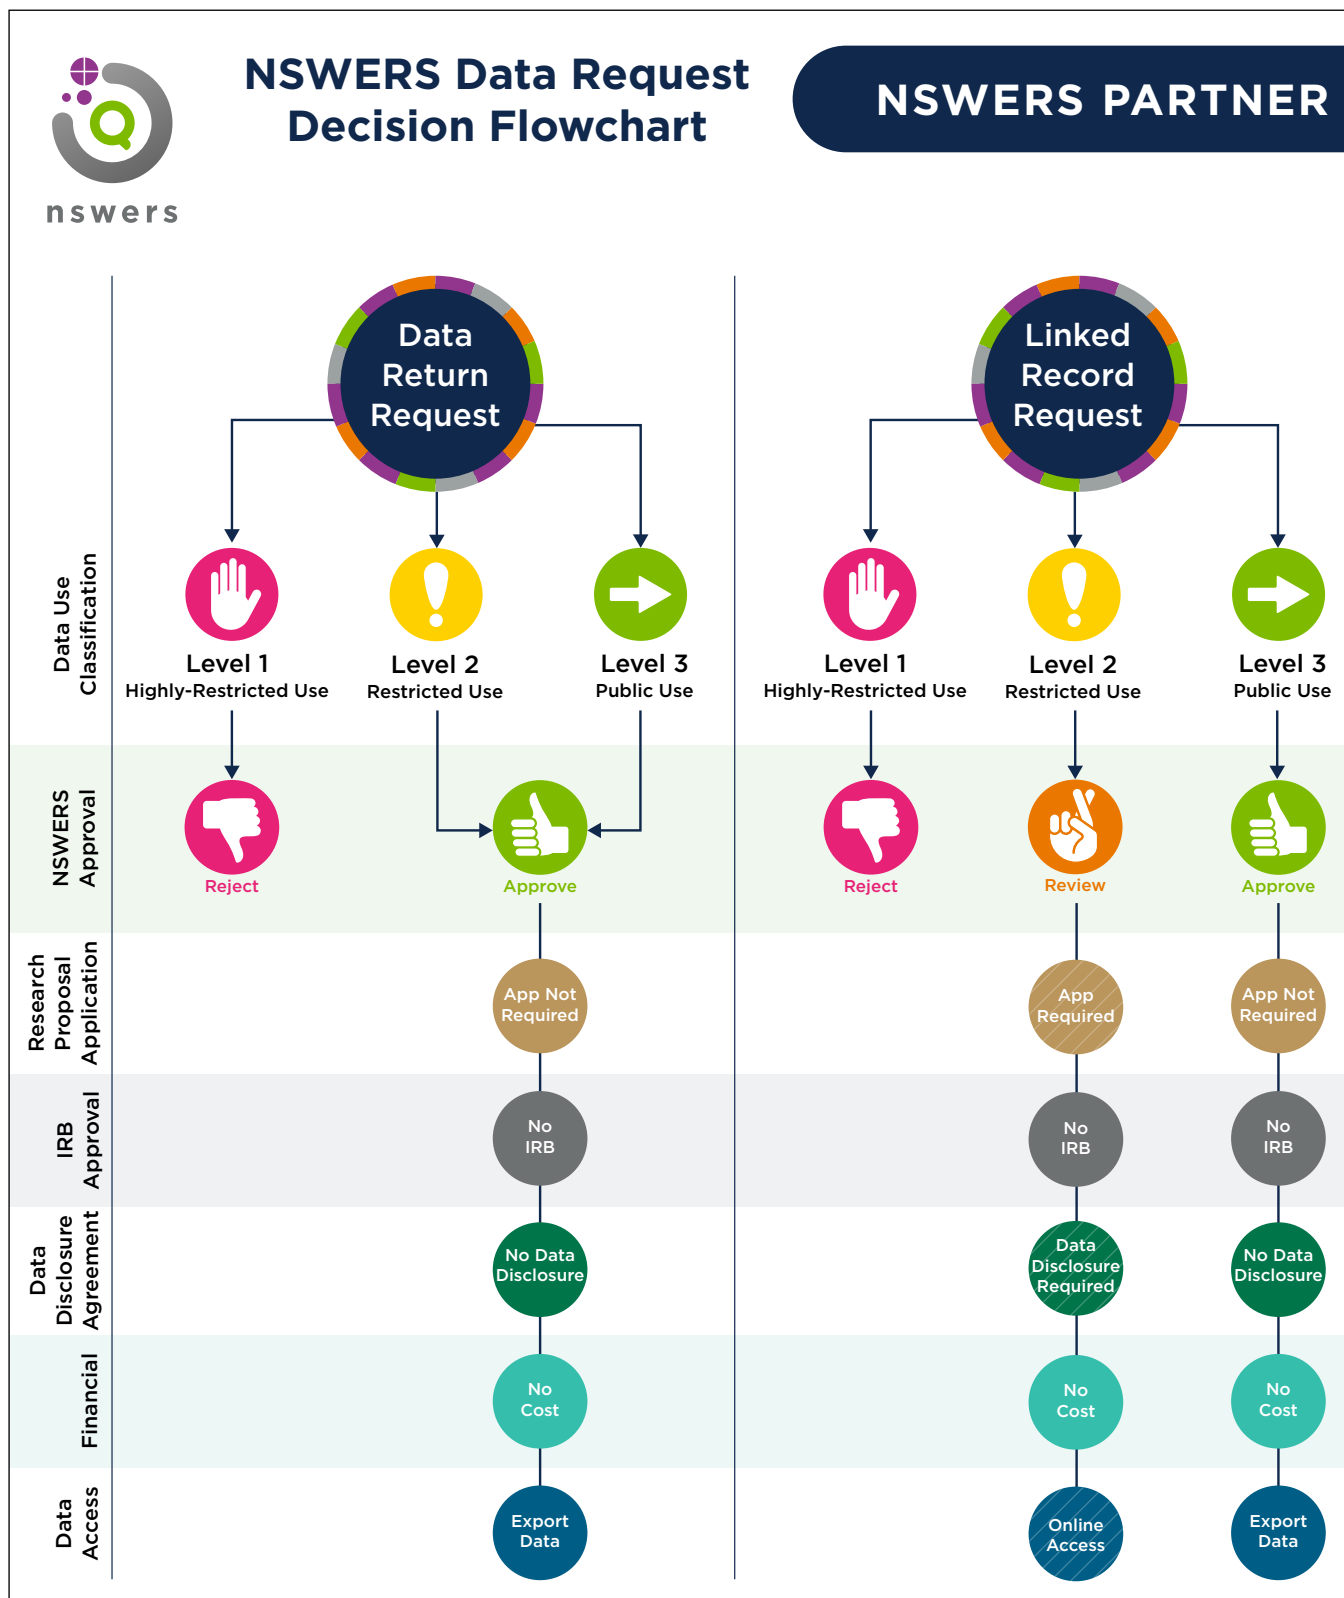 nswers
NSWERS Data Request
Decision Flowchart
NSWERS PARTNER
Data
Return
Request
Linked
Record
Request
Data Use
Classification
Level 1
Highly-Restricted Use
Level 2
Restricted Use
Level 3
Public Use
Level 1
Highly-Restricted Use
Level 2
Restricted Use
Level 3
Public Use
NSWERS
Approval
Reject
Approve
Reject
Review
Approve
Research
Proposal
Application
App Not
Required
App
Required
App Not
Required
IRB
Approval
No
IRB
No
IRB
No
IRB
Data
Disclosure
Agreement
No Data
Disclosure
Data
Disclosure
Required
No Data
Disclosure
Financial
No
Cost
No
Cost
No
Cost
Data
Access
Export
Data
Online
Access
Export
Data